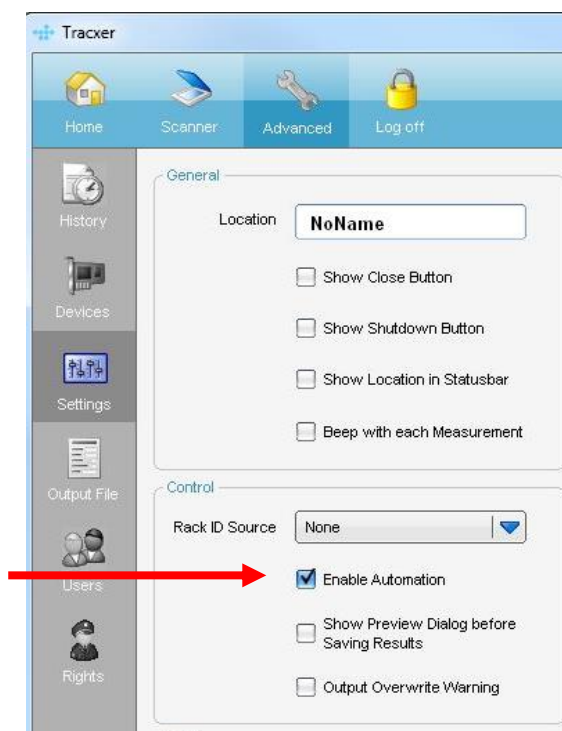 Tracxer
Home
Scanner
Advanced
Log off
History
Devices
Settings
Output File
Users
Rights
General
Location
NoName
Show Close Button
Show Shutdown Button
Show Location in Statusbar
Beep with each Measurement
Control
Rack ID Source
None
Enable Automation
Show Preview Dialog before
Saving Results
Output Overwrite Warning